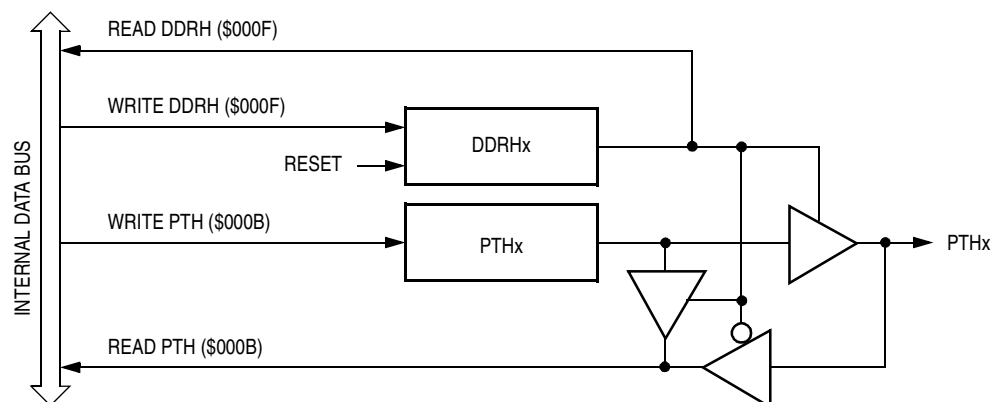 READ DDRH ($000F)
WRITE DDRH ($000F)
DDRHx
RESET
INTERNAL DATA BUS
WRITE PTH ($000B)
PTHx
PTHx
READ PTH ($000B)